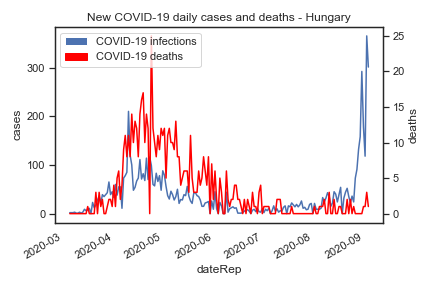 New COVID-19 daily cases and deaths - Hungary
COVID-19 infections
COVID-19 deaths
300
200
100
0
cases
25
20
15
10
5
0
deaths
2020-03
2020-04
2020-05
2020-06
2020-07
2020-08
2020-09
dateRep